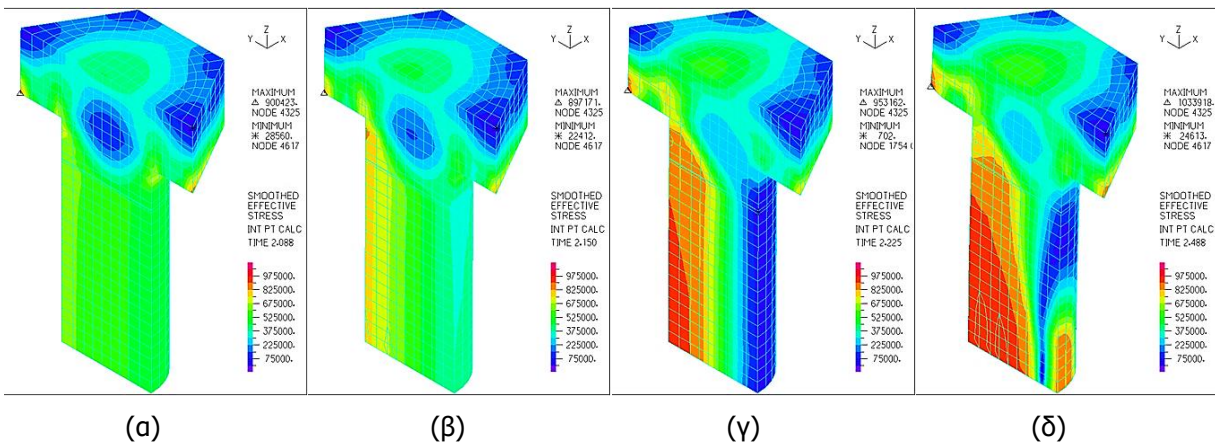 Z
Y X
MAXIMUM
△ 900423.
NODE 4325
MINIMUM
✳ 28560.
NODE 4617
SMOOTHED
EFFECTIVE
STRESS
INT PT CALC
TIME 2.088
975000.
825000.
675000.
525000.
375000.
225000.
75000.
(α)
Z
Y X
MAXIMUM
△ 897171.
NODE 4325
MINIMUM
✳ 22412.
NODE 4617
SMOOTHED
EFFECTIVE
STRESS
INT PT CALC
TIME 2.150
975000.
825000.
675000.
525000.
375000.
225000.
75000.
(β)
Z
Y X
MAXIMUM
△ 953162.
NODE 4325
MINIMUM
✳ 702.
NODE 1754 (
SMOOTHED
EFFECTIVE
STRESS
INT PT CALC
TIME 2.225
975000.
825000.
675000.
525000.
375000.
225000.
75000.
(γ)
Z
Y X
MAXIMUM
△ 1033918.
NODE 4325
MINIMUM
✳ 24613.
NODE 4617
SMOOTHED
EFFECTIVE
STRESS
INT PT CALC
TIME 2.488
975000.
825000.
675000.
525000.
375000.
225000.
75000.
(δ)